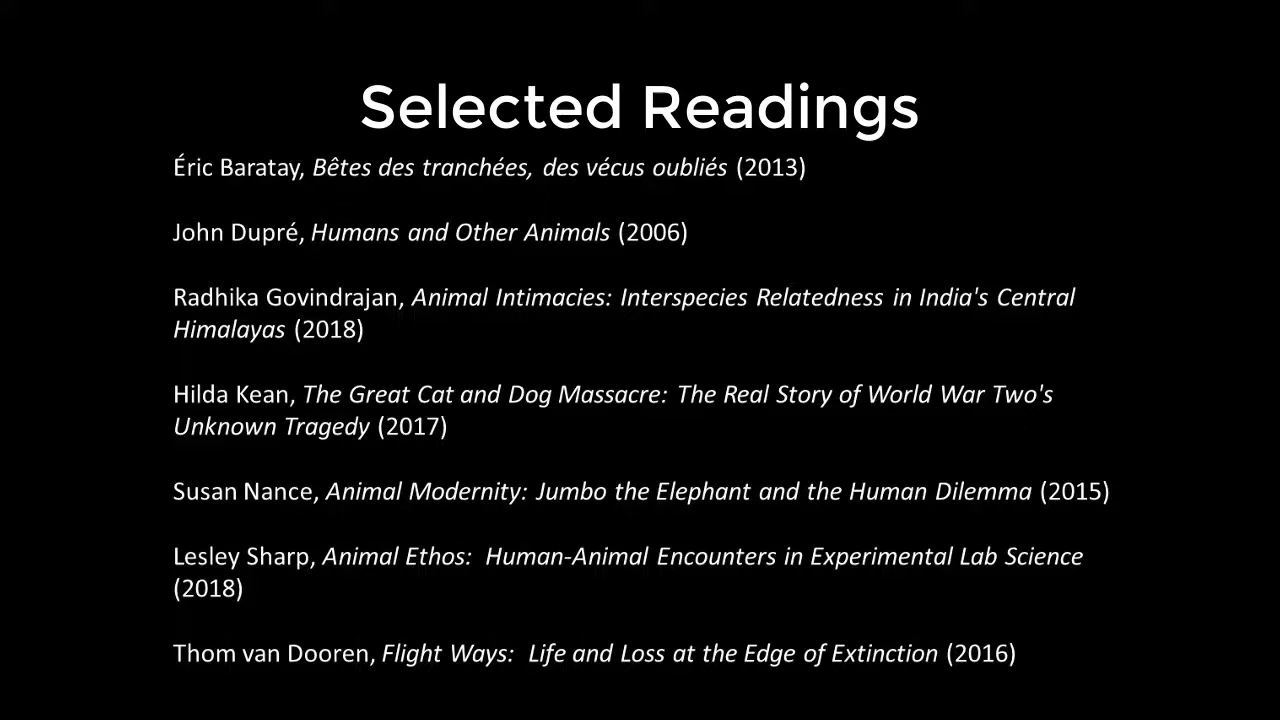 Selected Readings
Éric Baratay, Bêtes des tranchées, des vécus oubliés (2013)
John Dupré, Humans and Other Animals (2006)
Radhika Govindrajan, Animal Intimacies: Interspecies Relatedness in India's Central
Himalayas (2018)
Hilda Kean, The Great Cat and Dog Massacre: The Real Story of World War Two's
Unknown Tragedy (2017)
Susan Nance, Animal Modernity: Jumbo the Elephant and the Human Dilemma (2015)
Lesley Sharp, Animal Ethos:  Human-Animal Encounters in Experimental Lab Science
(2018)
Thom van Dooren, Flight Ways:  Life and Loss at the Edge of Extinction (2016)